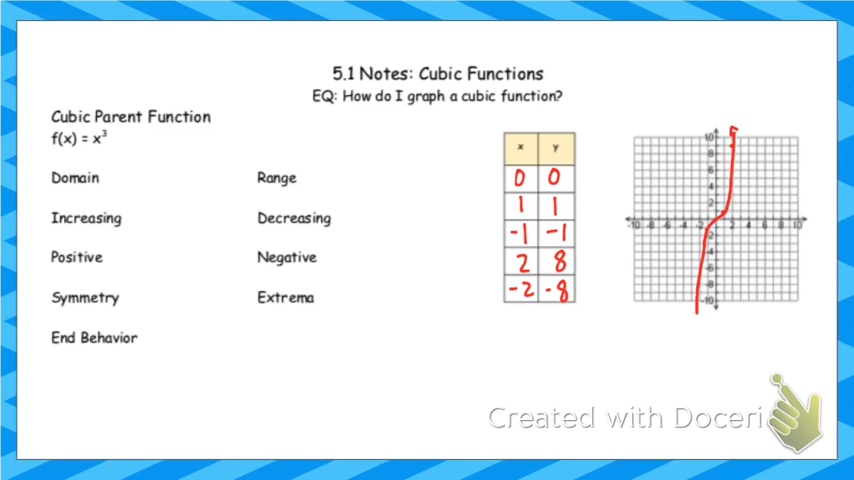 5.1 Notes: Cubic Functions
EQ: How do I graph a cubic function?
Cubic Parent Function
f(x) = x³
Domain Range
Increasing Decreasing
Positive Negative
Symmetry Extrema
End Behavior
x y
0 0
1 1
-1 -1
2 8
-2 -8
10
8
6
4
2
-10 -8 -6 -4 -2 2 4 6 8 10
-2
-4
-6
-8
-10
Created with Doceri